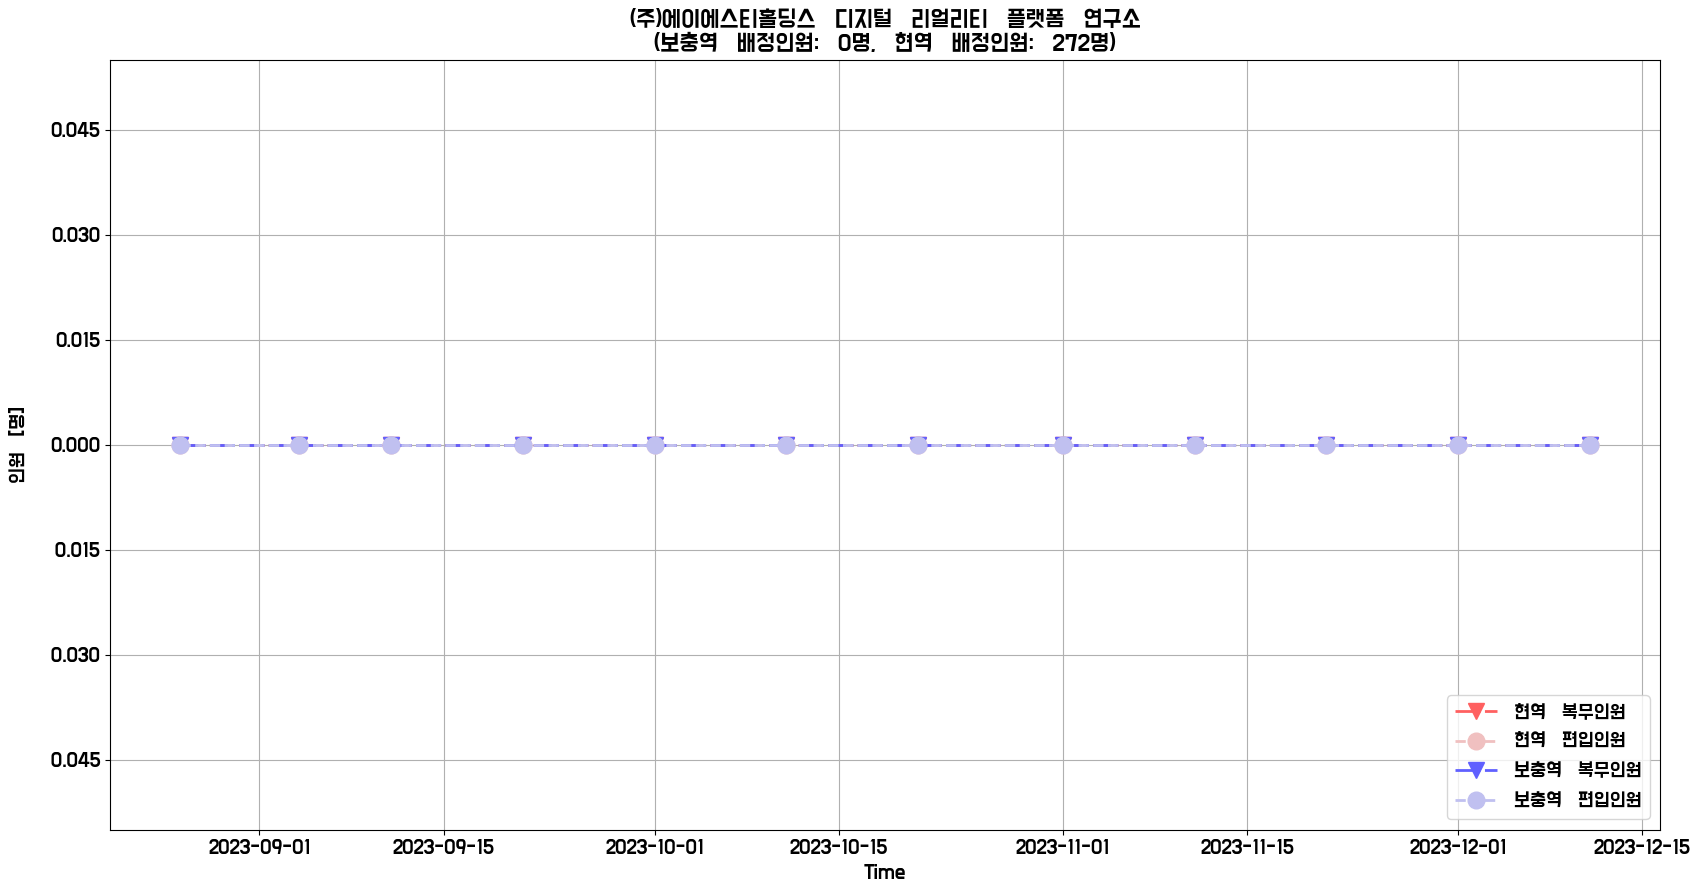 (주)에이에스티홀딩스 디지털 리얼리티 플랫폼 연구소
(보충역 배정인원: 0명, 현역 배정인원: 272명)
0.045
0.030
0.015
0.000
0.015
0.030
0.045
인원 [명]
현역 복무인원
현역 편입인원
보충역 복무인원
보충역 편입인원
2023-09-01 2023-09-15 2023-10-01 2023-10-15 2023-11-01 2023-11-15 2023-12-01 2023-12-15
Time